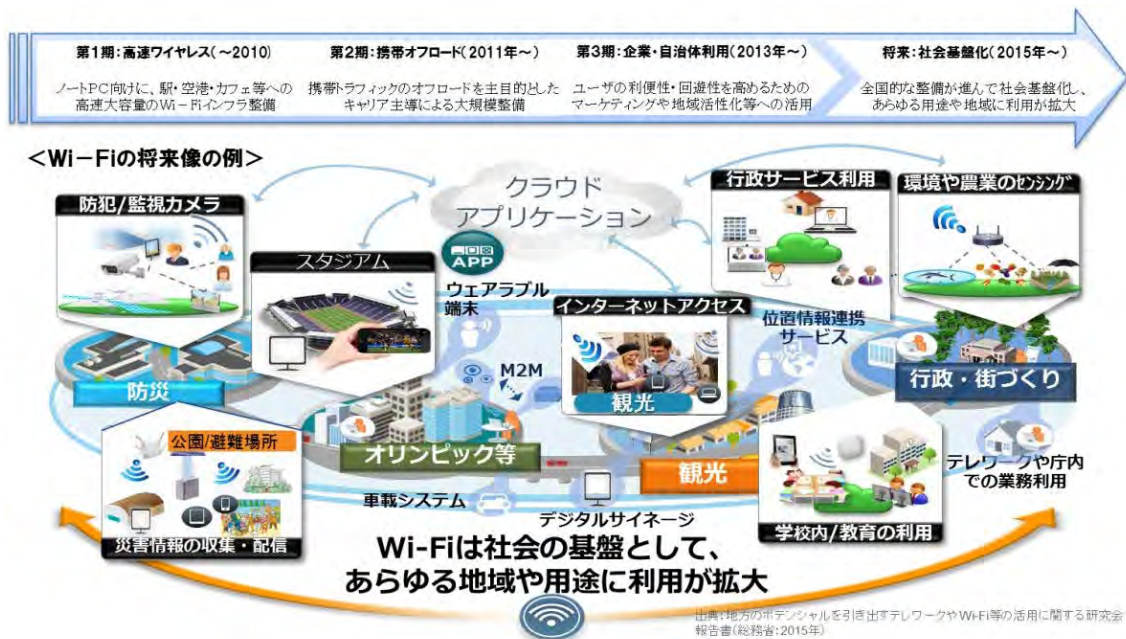 第1期:高速ワイヤレス(~2010)
ノートPC向けに、駅・空港・カフェ等への
高速大容量のWi-Fiインフラ整備
第2期:携帯オフロード(2011年~)
携帯トラフィックのオフロードを主目的とした
キャリア主導による大規模整備
第3期:企業・自治体利用(2013年~)
ユーザの利便性・回遊性を高めるための
マーケティングや地域活性化等への活用
将来:社会基盤化(2015年~)
全国的な整備が進んで社会基盤化し、
あらゆる用途や地域に利用が拡大
<Wi-Fiの将来像の例>
クラウド
アプリケーション
防犯/監視カメラ
スタジアム
APP
ウェアラブル
端末
インターネットアクセス
観光
行政サービス利用
環境や農業のセンシング
位置情報連携
サービス
防災
M2M
行政・街づくり
公園/避難場所
オリンピック等
観光
テレワークや庁内
での業務利用
車載システム
デジタルサイネージ
災害情報の収集・配信
学校内/教育の利用
Wi-Fiは社会の基盤として、
あらゆる地域や用途に利用が拡大
出典:地方のポテンシャルを引き出すテレワークやWi-Fi等の活用に関する研究会
報告書(総務省:2015年)